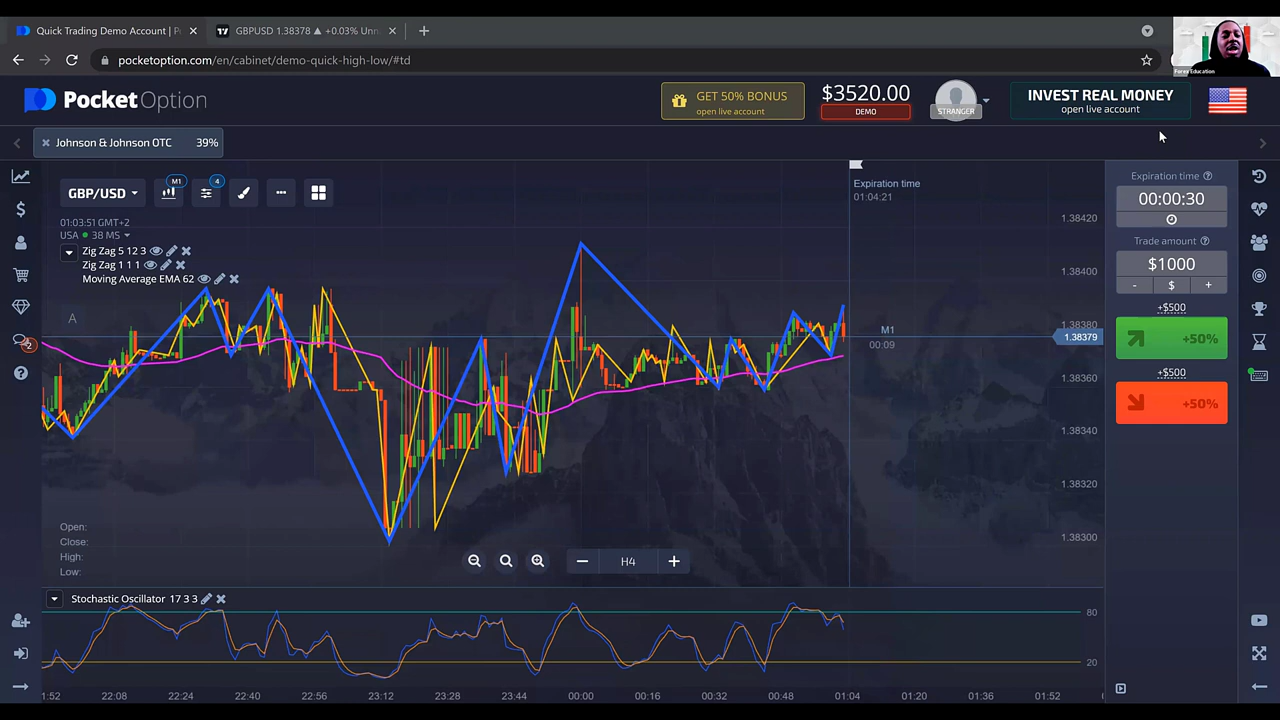 Quick Trading Demo Account | P
GBPUSD 1.38378 ▲ +0.03% Unn
pocketoption.com/en/cabinet/demo-quick-high-low/#td
Forex Education
PocketOption
GET 50% BONUS
open live account
$3520.00
DEMO
STRANGER
INVEST REAL MONEY
open live account
Johnson & Johnson OTC 39%
GBP/USD
M1
4
01:03:51 GMT+2
USA 38 MS
Zig Zag 5 12 3
Zig Zag 1 1 1
Moving Average EMA 62
A
2
Open:
Close:
High:
Low:
Expiration time
01:04:21
M1
00:09
1.38420
1.38400
1.38380
1.38379
1.38360
1.38340
1.38320
1.38300
Expiration time
00:00:30
Trade amount
$1000
- $ +
+$500
+50%
+$500
+50%
H4
Stochastic Oscillator 17 3 3
80
20
1:52 22:08 22:24 22:40 22:56 23:12 23:28 23:44 00:00 00:16 00:32 00:48 01:04 01:20 01:36 01:52 0